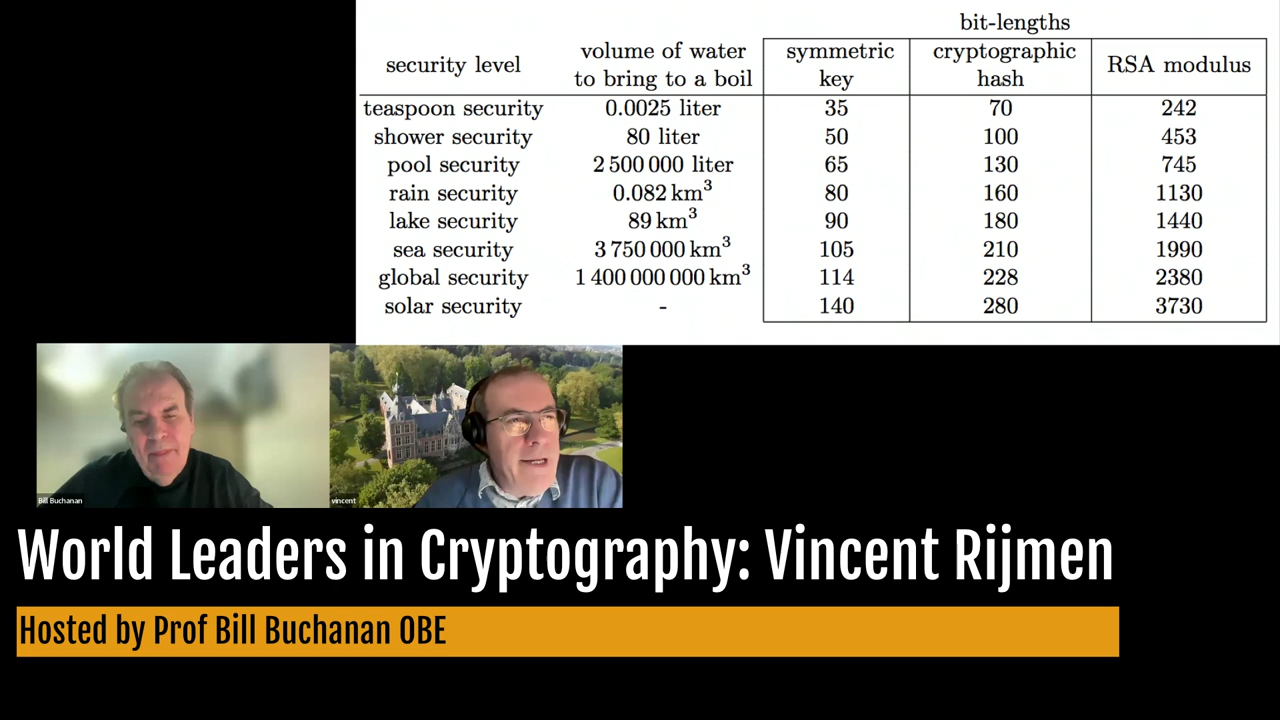 bit-lengths
security level volume of water to bring to a boil symmetric key cryptographic hash RSA modulus
teaspoon security 0.0025 liter 35 70 242
shower security 80 liter 50 100 453
pool security 2 500 000 liter 65 130 745
rain security 0.082 km³ 80 160 1130
lake security 89 km³ 90 180 1440
sea security 3 750 000 km³ 105 210 1990
global security 1 400 000 000 km³ 114 228 2380
solar security - 140 280 3730
Bill Buchanan
vincent
World Leaders in Cryptography: Vincent Rijmen
Hosted by Prof Bill Buchanan OBE